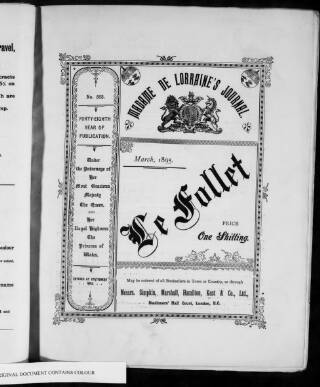 ravel,
MADAME DE LORRAINE'S JOURNAL
No. 583.
FORTY-EIGHTH
YEAR OF
PUBLICATION.
Under
the Patronage of
Her
Most Gracious
Majesty
The Queen,
AND
Her
Royal Highness
The
Princess of
Wales.
March, 1895.
Le Follet
PRICE
One Shilling.
May be ordered of all Booksellers in Town or Country, or through
Messrs. Simpkin, Marshall, Hamilton, Kent & Co., Ltd.,
Stationers' Hall Court, London, E.C.
RIGINAL DOCUMENT CONTAINS COLOUR